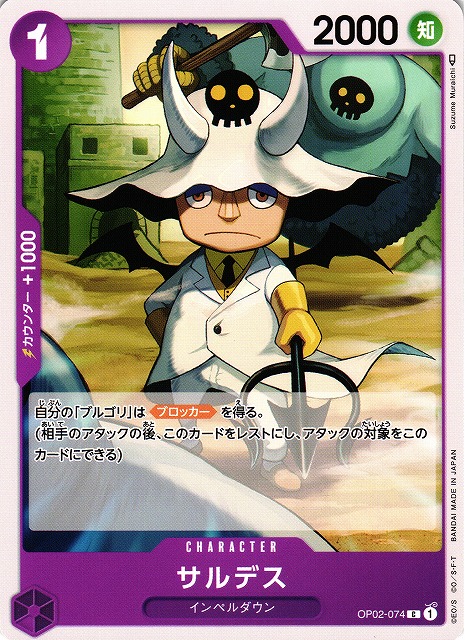 1
2000
知
Suzume Muraichi
カウンター +1000
自分の「ブルゴリ」は ブロッカー を得る。
(相手のアタックの後、このカードをレストにし、アタックの対象をこの
カードにできる)
CHARACTER
サルデス
インペルダウン
OP02-074 C 1
©EO/S ©O/S・F・T BANDAI MADE IN JAPAN